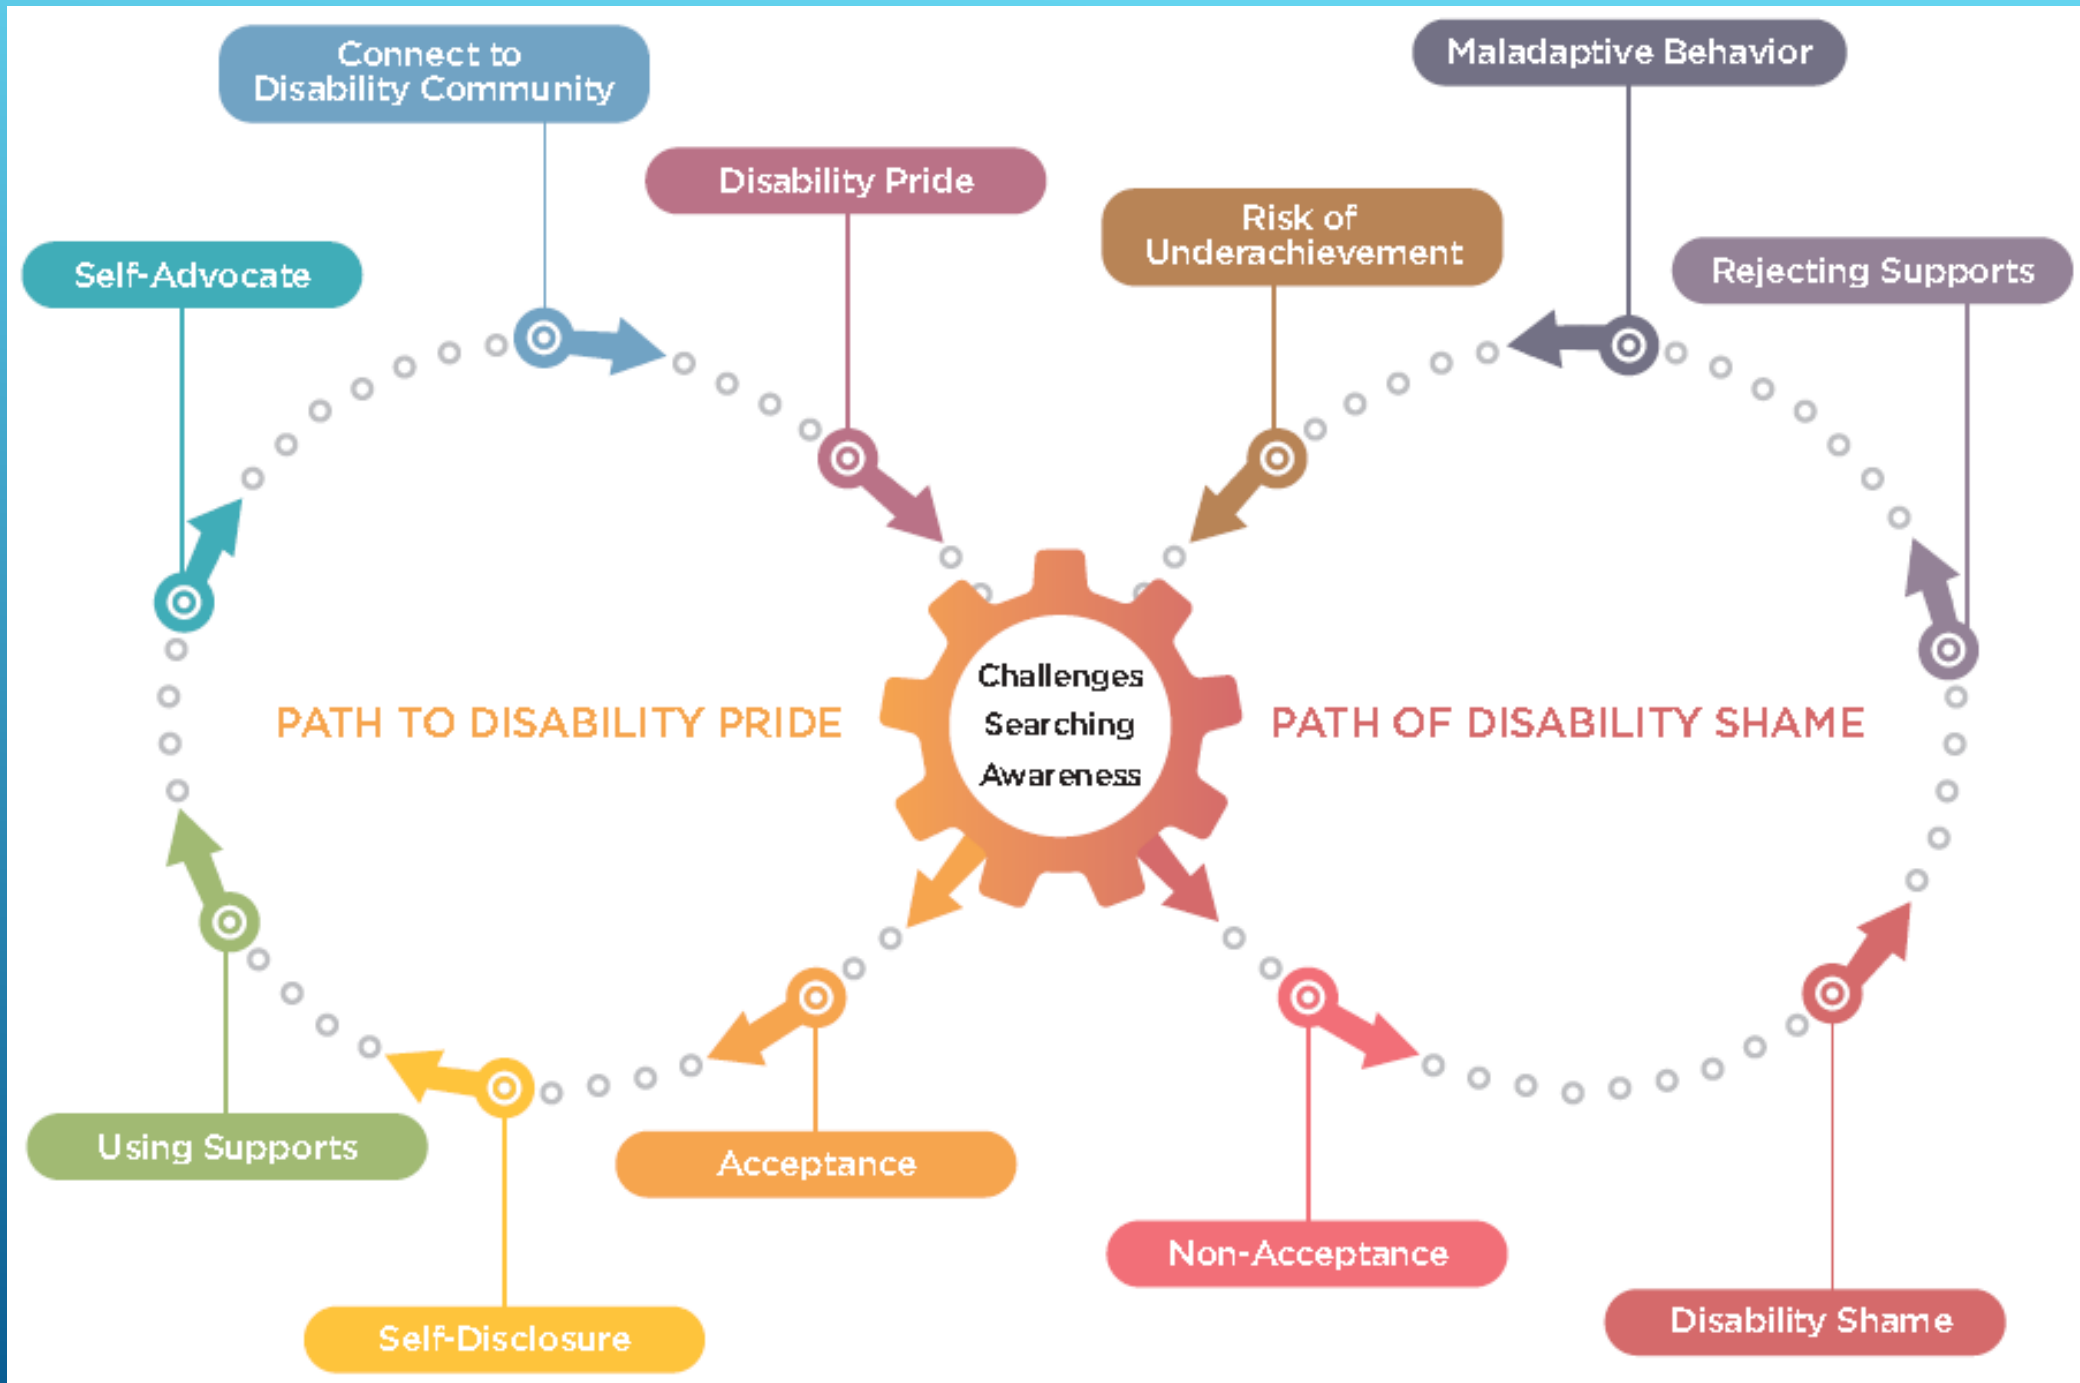 Connect to
Disability Community
Maladaptive Behavior
Disability Pride
Risk of
Underachievement
Self-Advocate
Rejecting Supports
Challenges
Searching
Awareness
PATH TO DISABILITY PRIDE
PATH OF DISABILITY SHAME
Using Supports
Acceptance
Non-Acceptance
Self-Disclosure
Disability Shame